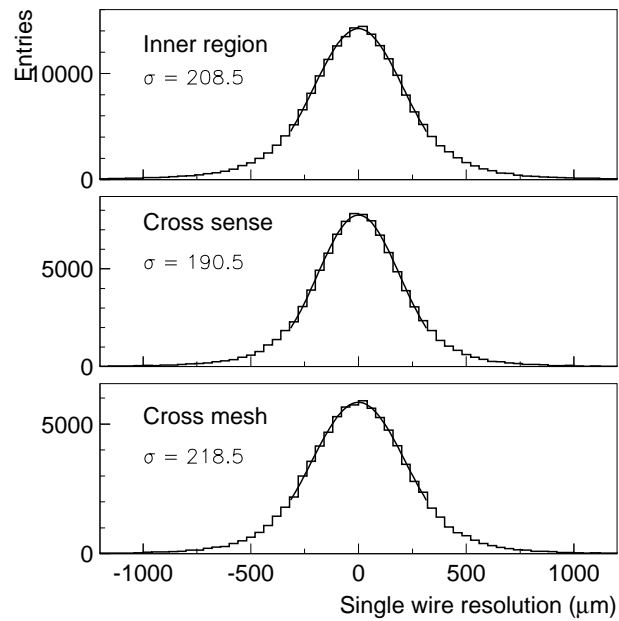 Entries
Inner region
σ = 208.5
10000
0
Cross sense
σ = 190.5
5000
0
Cross mesh
σ = 218.5
5000
0
-1000 -500 0 500 1000
Single wire resolution (μm)